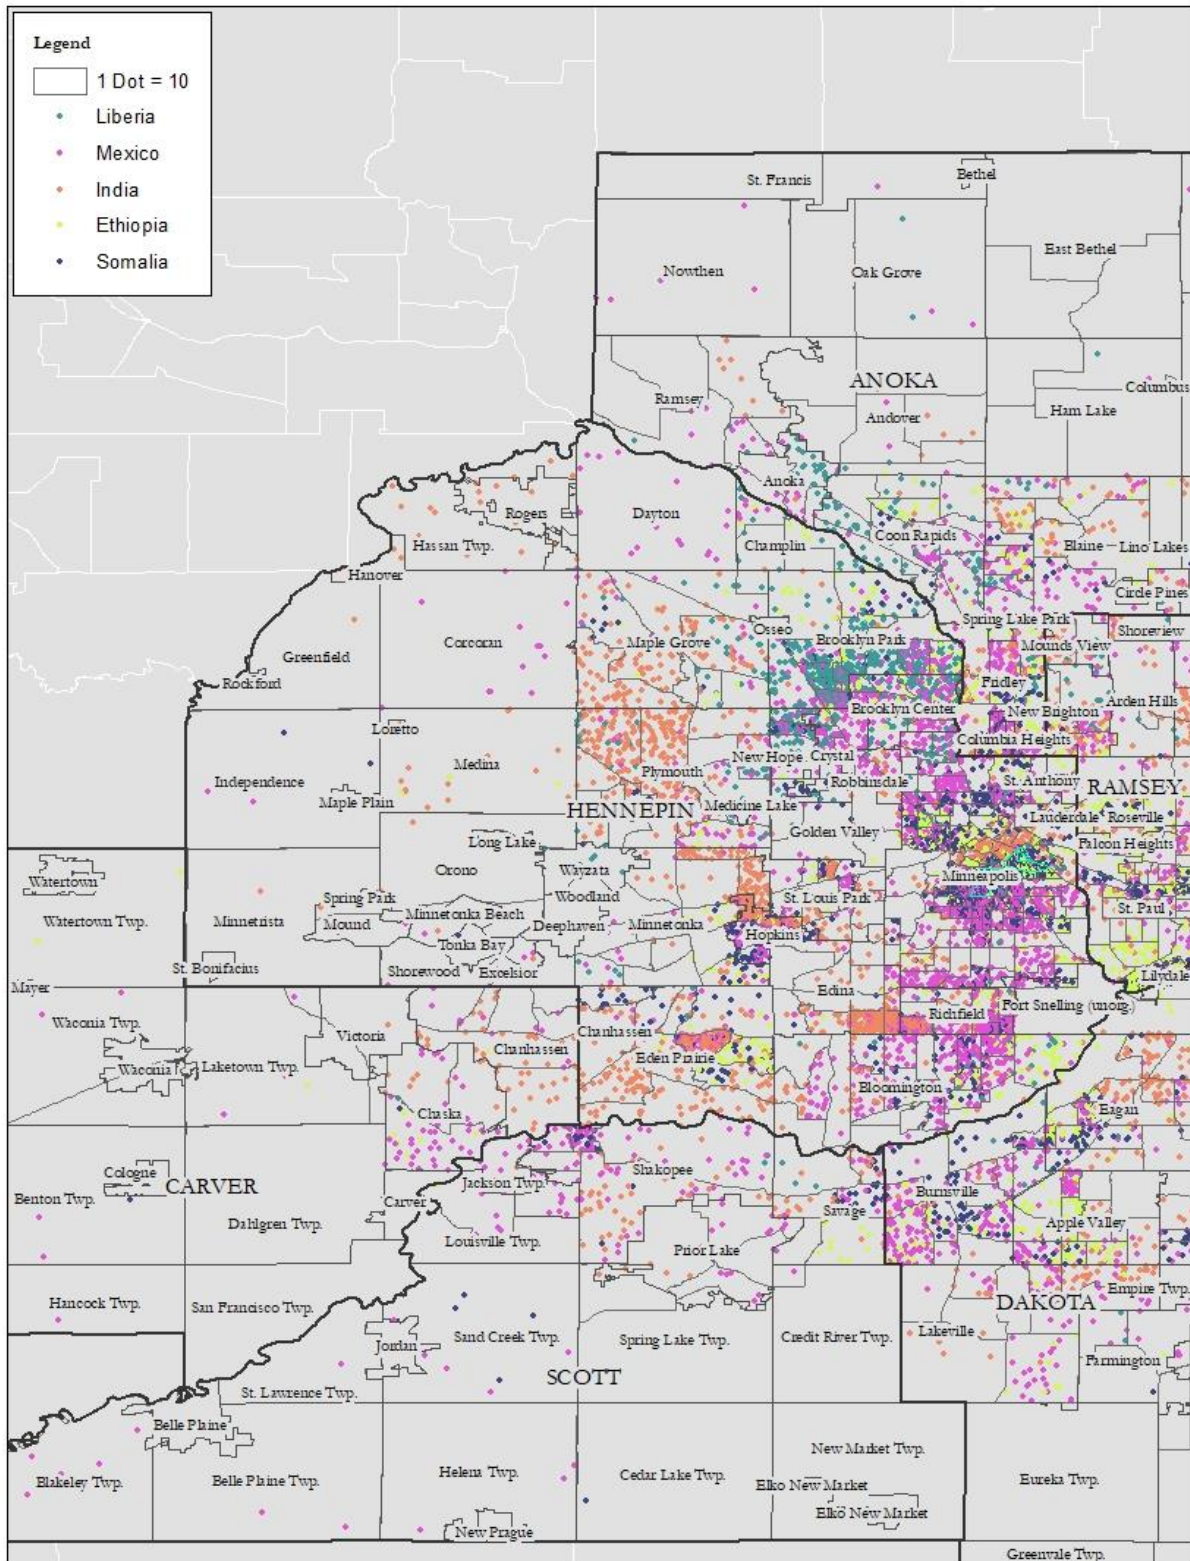 Legend
1 Dot = 10
Liberia
Mexico
India
Ethiopia
Somalia
St. Francis
Bethel
East Bethel
Nowthen
Oak Grove
ANOKA
Columbus
Ramsey
Andover
Ham Lake
Anoka
Rogers
Dayton
Coon Rapids
Hassan Twp.
Champlin
Blaine
Lino Lakes
Hanover
Circle Pines
Spring Lake Park
Osseo
Shoreview
Corcoran
Maple Grove
Brooklyn Park
Mounds View
Greenfield
Rockford
Fridley
Arden Hills
Brooklyn Center
New Brighton
Loretto
Columbia Heights
New Hope
Crystal
Medina
Plymouth
Independence
Robbinsdale
St. Anthony
RAMSEY
Maple Plain
HENNEPIN
Medicine Lake
Lauderdale
Roseville
Golden Valley
Long Lake
Falcon Heights
Orono
Wayzata
Minneapolis
Watertown
Spring Park
Woodland
St. Louis Park
Watertown Twp.
Minnetrista
Mound
Minnetonka Beach
Deephaven
Minnetonka
St. Paul
Hopkins
Tonka Bay
St. Bonifacius
Shorewood
Excelsior
Lilydale
Mayer
Edina
Fort Snelling (unorg.)
Richfield
Waconia Twp.
Victoria
Chanhassen
Chanhassen
Eden Prairie
Waconia
Laketown Twp.
Bloomington
Chaska
Eagan
Cologne
Shakopee
CARVER
Jackson Twp.
Benton Twp.
Carver
Burnsville
Dahlgren Twp.
Savage
Apple Valley
Louisville Twp.
Prior Lake
Empire Twp.
Hancock Twp.
San Francisco Twp.
DAKOTA
Jordan
Sand Creek Twp.
Spring Lake Twp.
Credit River Twp.
Lakeville
Farmington
SCOTT
St. Lawrence Twp.
Belle Plaine
New Market Twp.
Blakeley Twp.
Belle Plaine Twp.
Helena Twp.
Cedar Lake Twp.
Eureka Twp.
Elko New Market
Elko New Market
New Prague
Greenvale Twp.